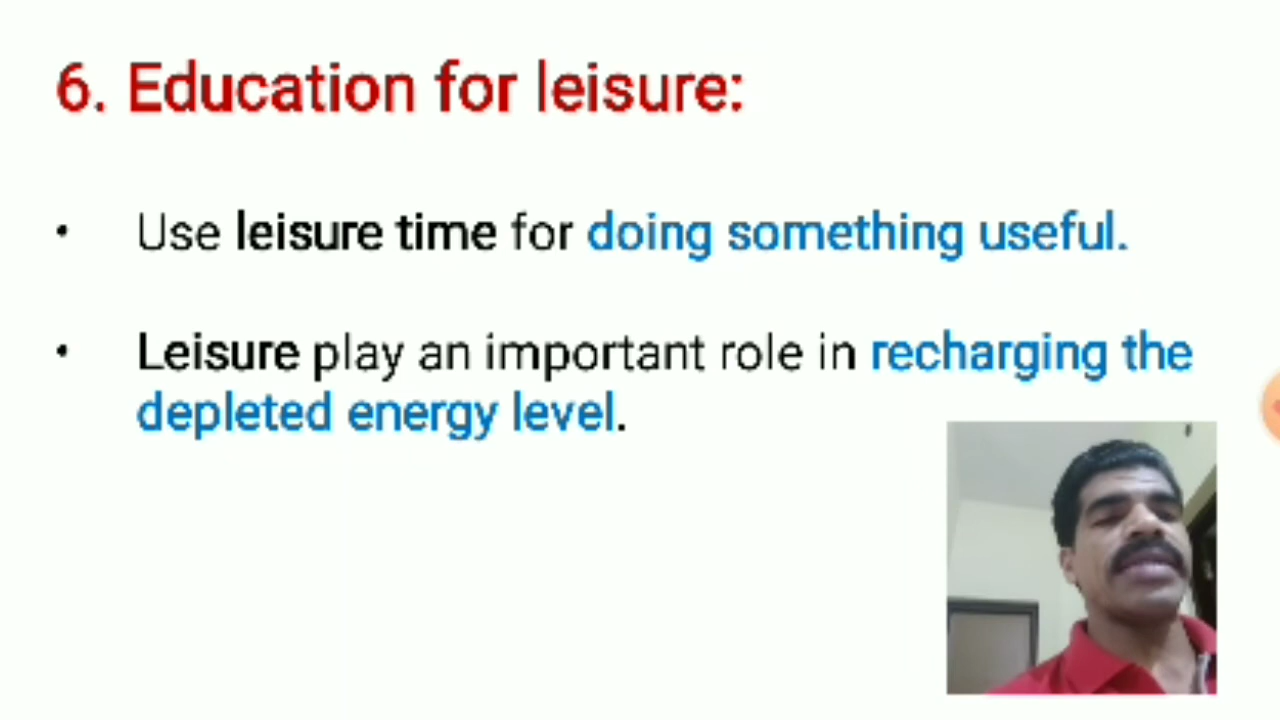 6. Education for leisure:
• Use leisure time for doing something useful.
• Leisure play an important role in recharging the
depleted energy level.